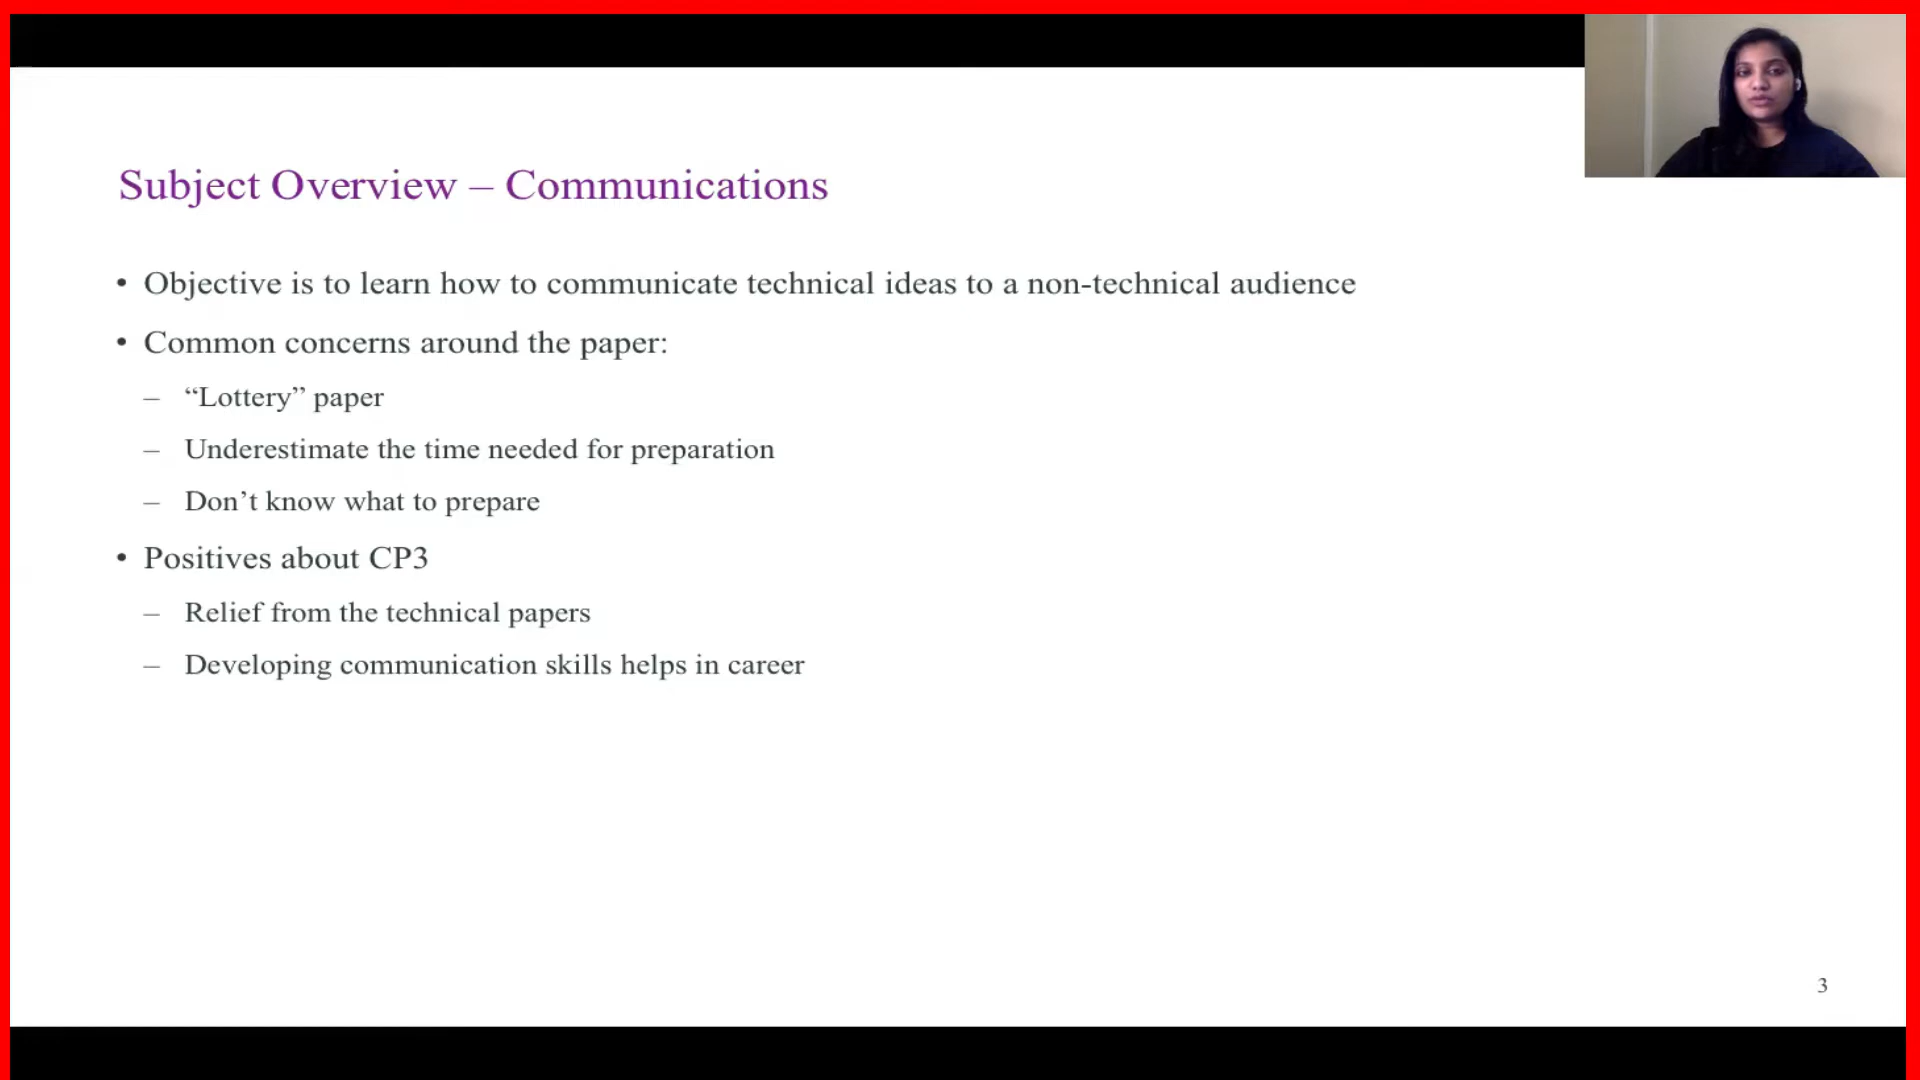 Subject Overview – Communications
• Objective is to learn how to communicate technical ideas to a non-technical audience
• Common concerns around the paper:
– “Lottery” paper
– Underestimate the time needed for preparation
– Don’t know what to prepare
• Positives about CP3
– Relief from the technical papers
– Developing communication skills helps in career
3